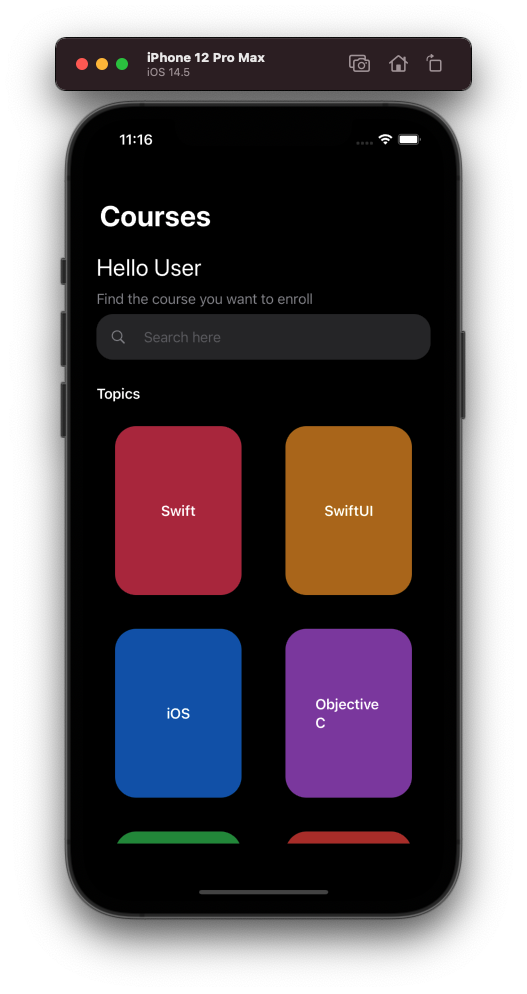 iPhone 12 Pro Max
iOS 14.5
11:16
Courses
Hello User
Find the course you want to enroll
Search here
Topics
Swift
SwiftUI
iOS
Objective
C